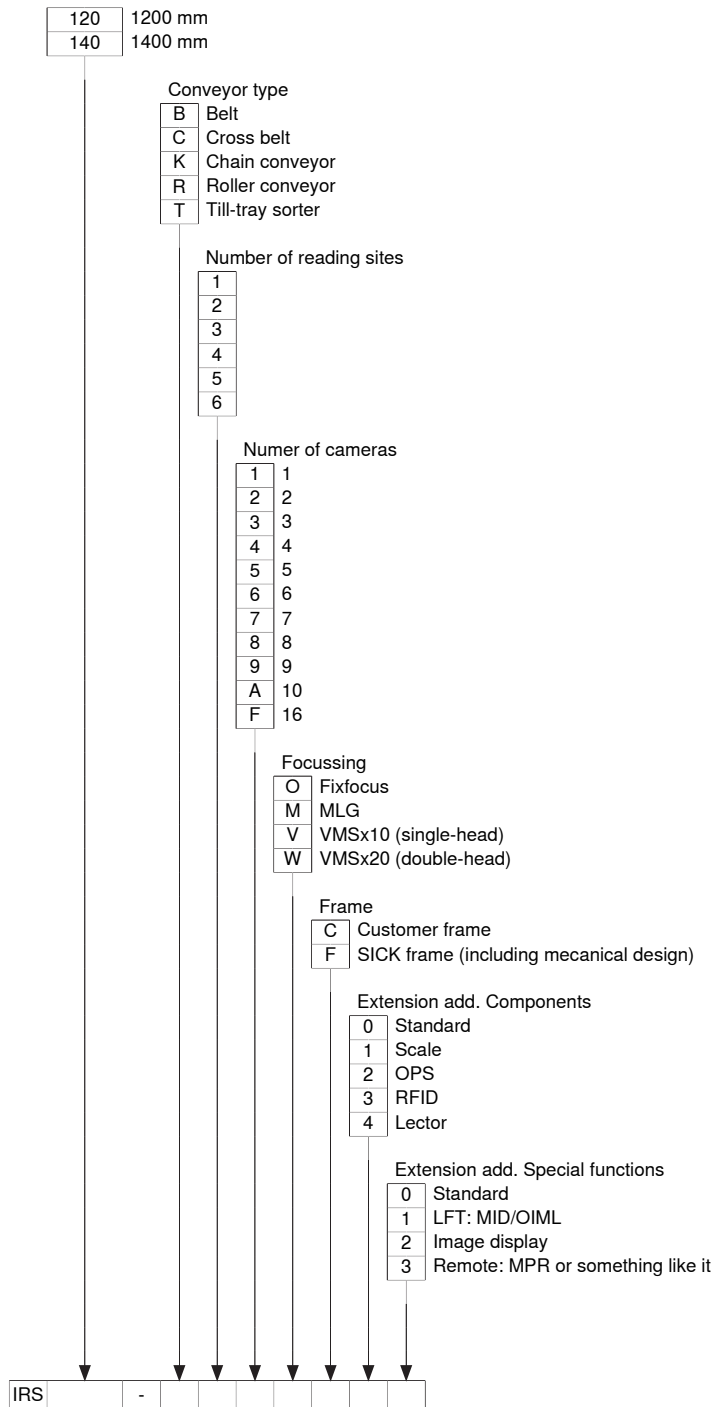 120 1200 mm
140 1400 mm
Conveyor type
B Belt
C Cross belt
K Chain conveyor
R Roller conveyor
T Till-tray sorter
Number of reading sites
1
2
3
4
5
6
Numer of cameras
1 1
2 2
3 3
4 4
5 5
6 6
7 7
8 8
9 9
A 10
F 16
Focussing
O Fixfocus
M MLG
V VMSx10 (single-head)
W VMSx20 (double-head)
Frame
C Customer frame
F SICK frame (including mecanical design)
Extension add. Components
0 Standard
1 Scale
2 OPS
3 RFID
4 Lector
Extension add. Special functions
0 Standard
1 LFT: MID/OIML
2 Image display
3 Remote: MPR or something like it
IRS -